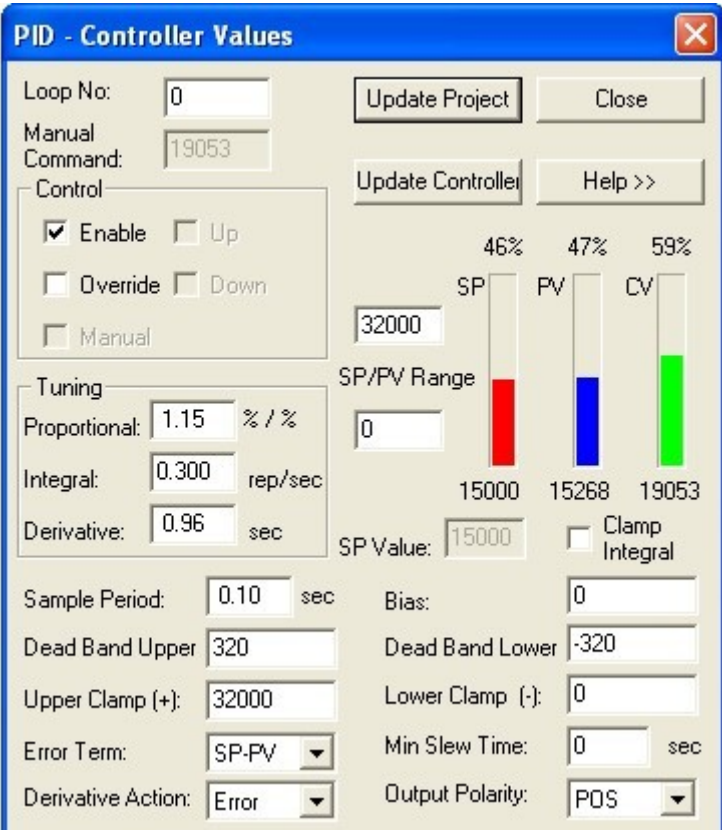 PID - Controller Values
Loop No: 0
Update Project
Close
Manual Command: 19053
Update Controller
Help >>
Control
Enable
Up
Override
Down
Manual
46% 47% 59%
SP PV CV
32000
SP/PV Range
0
15000 15268 19053
Tuning
Proportional: 1.15 % / %
Integral: 0.300 rep/sec
Derivative: 0.96 sec
SP Value: 15000
Clamp Integral
Sample Period: 0.10 sec
Bias: 0
Dead Band Upper 320
Dead Band Lower -320
Upper Clamp (+): 32000
Lower Clamp (-): 0
Error Term: SP-PV
Min Slew Time: 0 sec
Derivative Action: Error
Output Polarity: POS